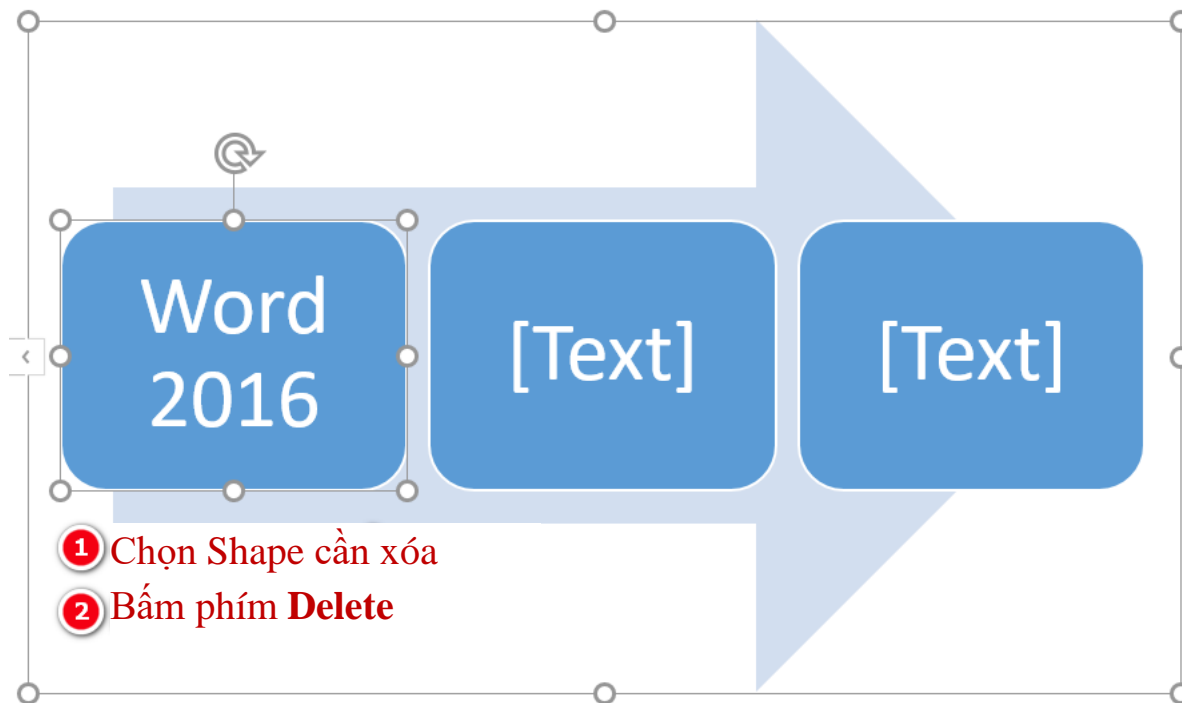 Word
2016
[Text]
[Text]
1 Chọn Shape cần xóa
2 Bấm phím Delete